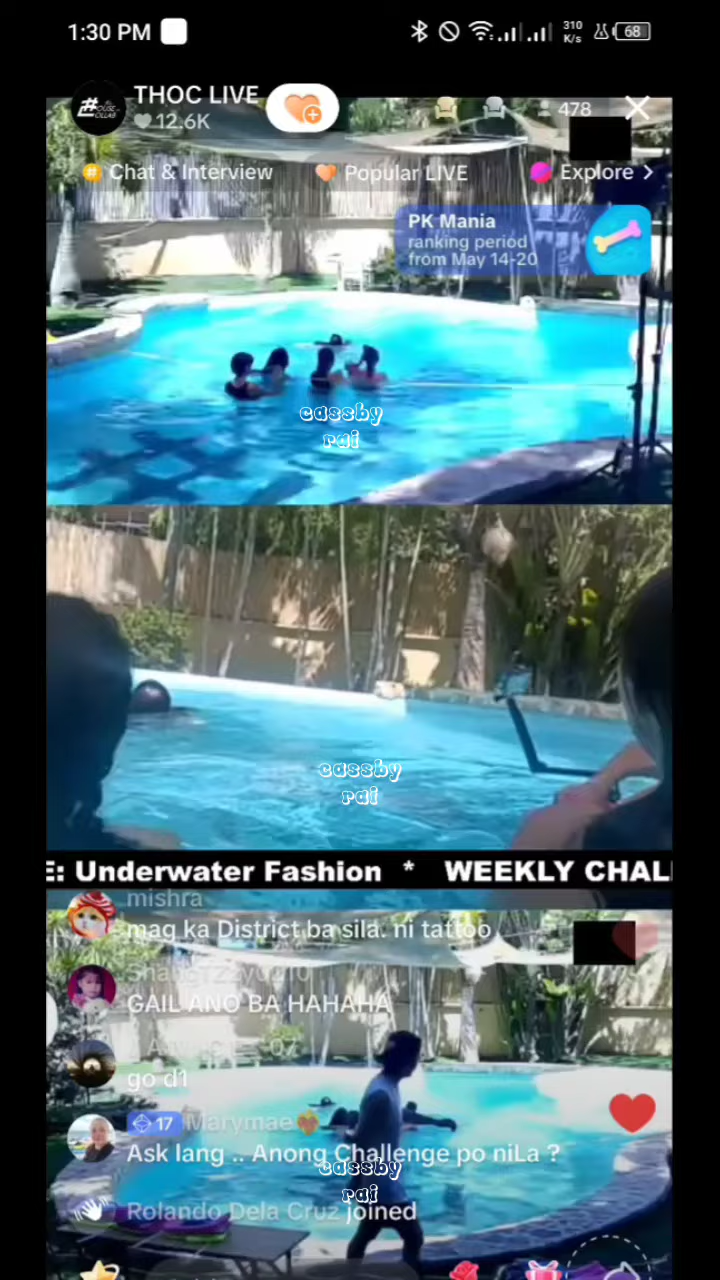 1:30 PM
310
K/s
68
THOC LIVE
12.6K
478
Chat & Interview
Popular LIVE
Explore
PK Mania
ranking period
from May 14-20
cassby
rai
cassby
rai
E: Underwater Fashion * WEEKLY CHAL
mishra
mag ka District ba sila. ni tattoo
GAIL ANO BA HAHAHA
go d1
17 Marymae
Ask lang .. Anong Challenge po niLa ?
cassby
rai
Rolando Dela Cruz joined